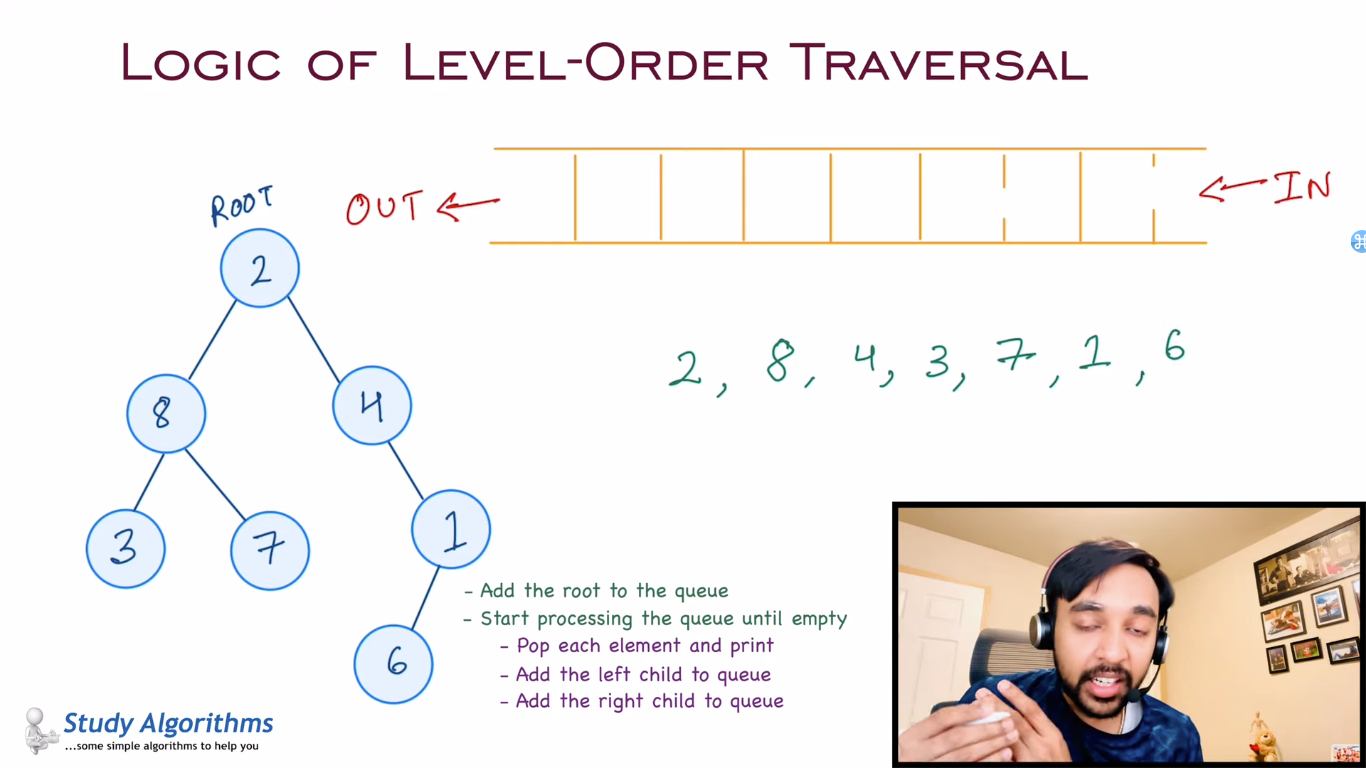 LOGIC OF LEVEL-ORDER TRAVERSAL
ROOT
OUT
IN
2
8
4
3
7
1
6
2, 8, 4, 3, 7, 1, 6
- Add the root to the queue
- Start processing the queue until empty
- Pop each element and print
- Add the left child to queue
- Add the right child to queue
Study Algorithms
...some simple algorithms to help you